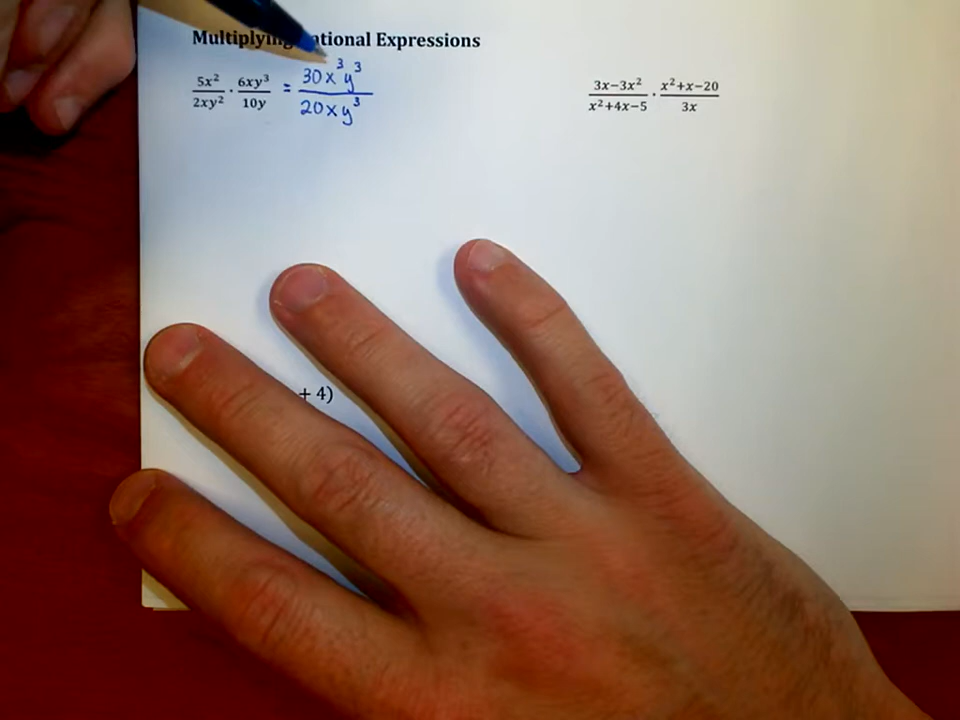 Multiplying Rational Expressions
5x²/2xy² · 6xy³/10y = 30x³y³/20xy³
3x−3x²/x²+4x−5 · x²+x−20/3x
+ 4)